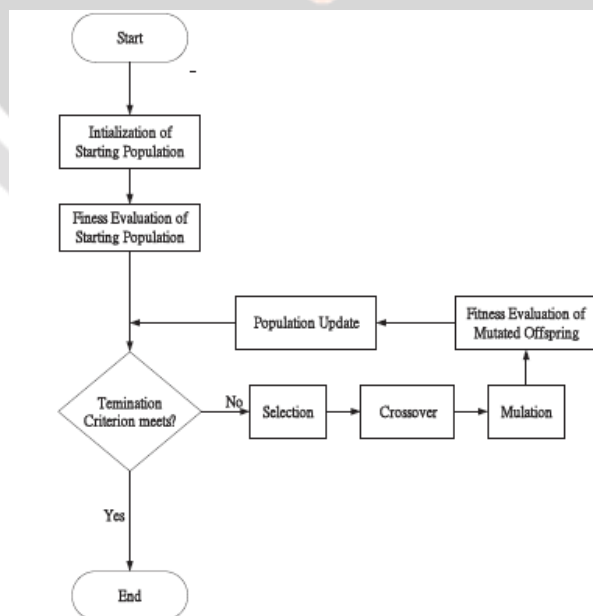 Start
Intialization of
Starting Population
Finess Evaluation of
Starting Population
Population Update
Fitness Evaluation of
Mutated Offspring
Temination
Criterion meets?
No
Selection
Crossover
Mulation
Yes
End